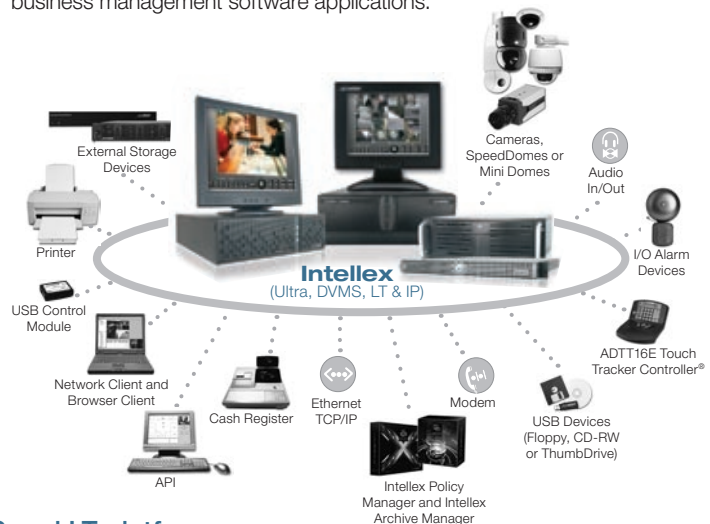 business management software applications.
External Storage
Devices
Cameras,
SpeedDomes or
Mini Domes
Audio
In/Out
Printer
I/O Alarm
Devices
Intellex
(Ultra, DVMS, LT & IP)
USB Control
Module
ADTT16E Touch
Tracker Controller®
Network Client and
Browser Client
Cash Register
Ethernet
TCP/IP
Modem
USB Devices
(Floppy, CD-RW
or ThumbDrive)
API
Intellex Policy
Manager and Intellex
Archive Manager